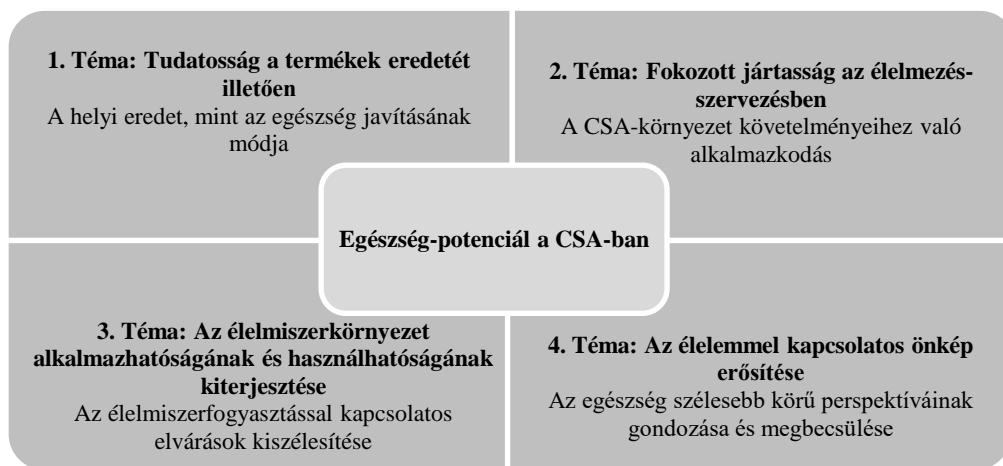 1. Téma: Tudatosság a termékek eredetét
illetően
A helyi eredet, mint az egészség javításának
módja
2. Téma: Fokozott jártasság az élelmezés-
szervezésben
A CSA-környezet követelményeihez való
alkalmazkodás
Egészség-potenciál a CSA-ban
3. Téma: Az élelmiszerkörnyezet
alkalmazhatóságának és használhatóságának
kiterjesztése
Az élelmiszerfogyasztással kapcsolatos
elvárások kiszélesítése
4. Téma: Az élelemmel kapcsolatos önkép
erősítése
Az egészség szélesebb körű perspektíváinak
gondozása és megbecsülése